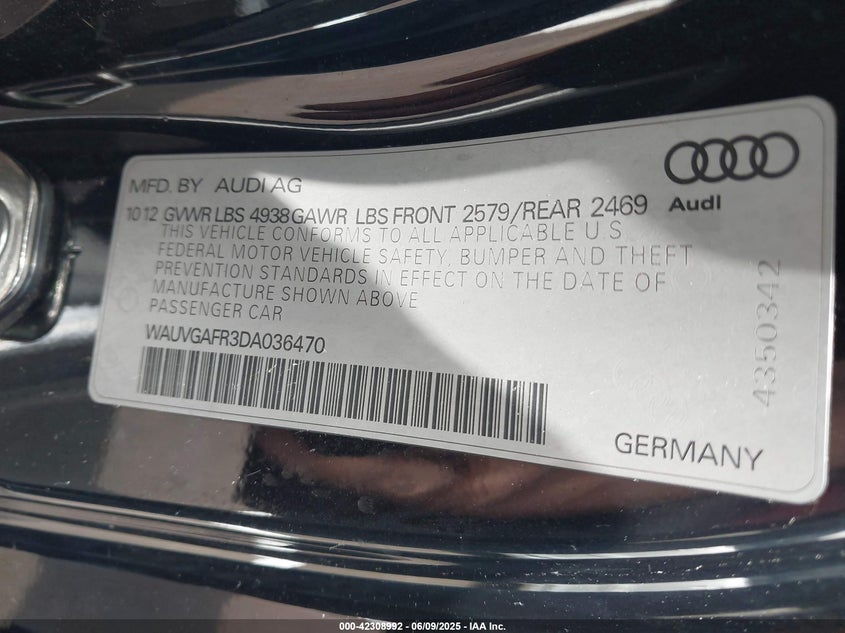 MFD. BY AUDI AG
1012 GVWR LBS 4938 GAWR LBS FRONT 2579/REAR 2469
Audi
THIS VEHICLE CONFORMS TO ALL APPLICABLE U.S
FEDERAL MOTOR VEHICLE SAFETY, BUMPER AND THEFT
PREVENTION STANDARDS IN EFFECT ON THE DATE OF
MANUFACTURE SHOWN ABOVE
PASSENGER CAR
WAUVGAFR3DA036470
4350342
GERMANY
000-42308992 / 06/09/2025 - IAA Inc.